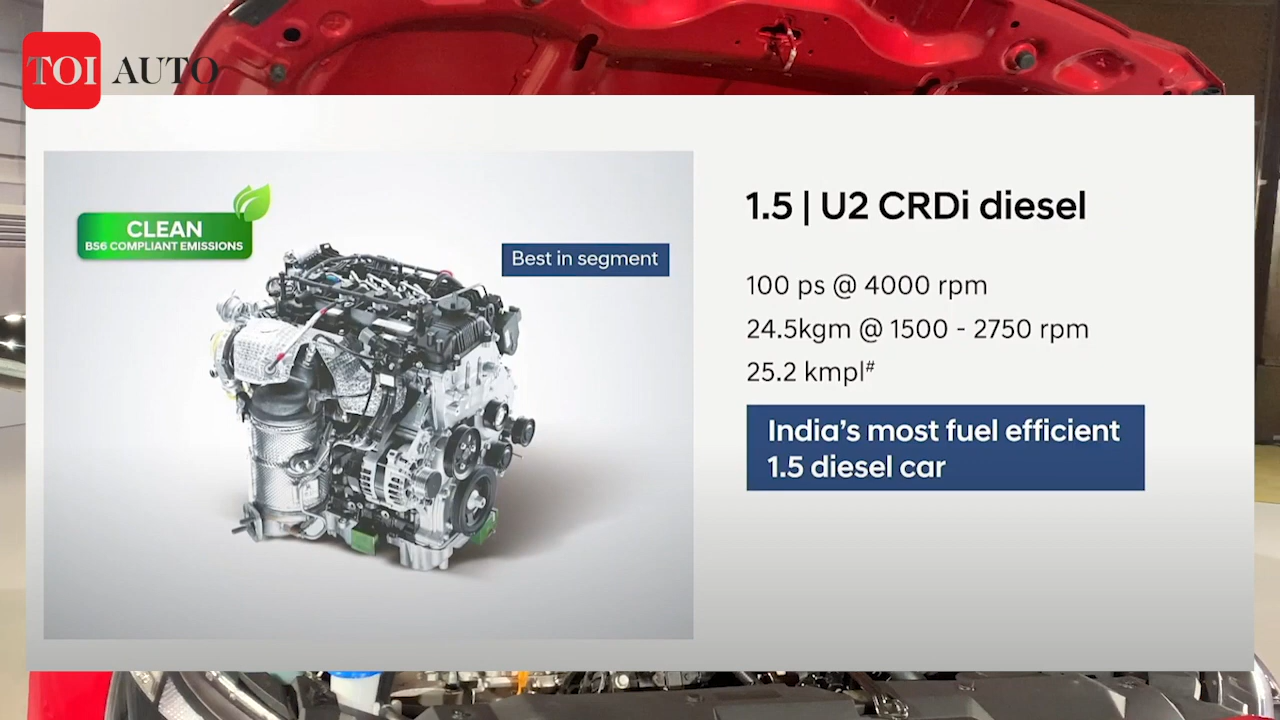 TOI AUTO
CLEAN
BS6 COMPLIANT EMISSIONS
Best in segment
1.5 | U2 CRDi diesel
100 ps @ 4000 rpm
24.5kgm @ 1500 - 2750 rpm
25.2 kmpl#
India's most fuel efficient
1.5 diesel car